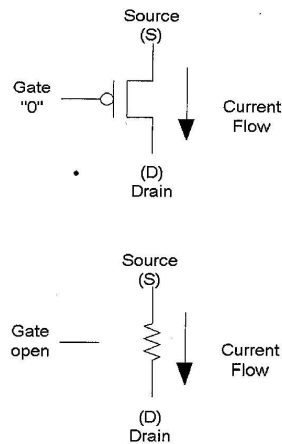 Source
(S)
Gate
"0"
Current
Flow
(D)
Drain
Source
(S)
Gate
open
Current
Flow
(D)
Drain